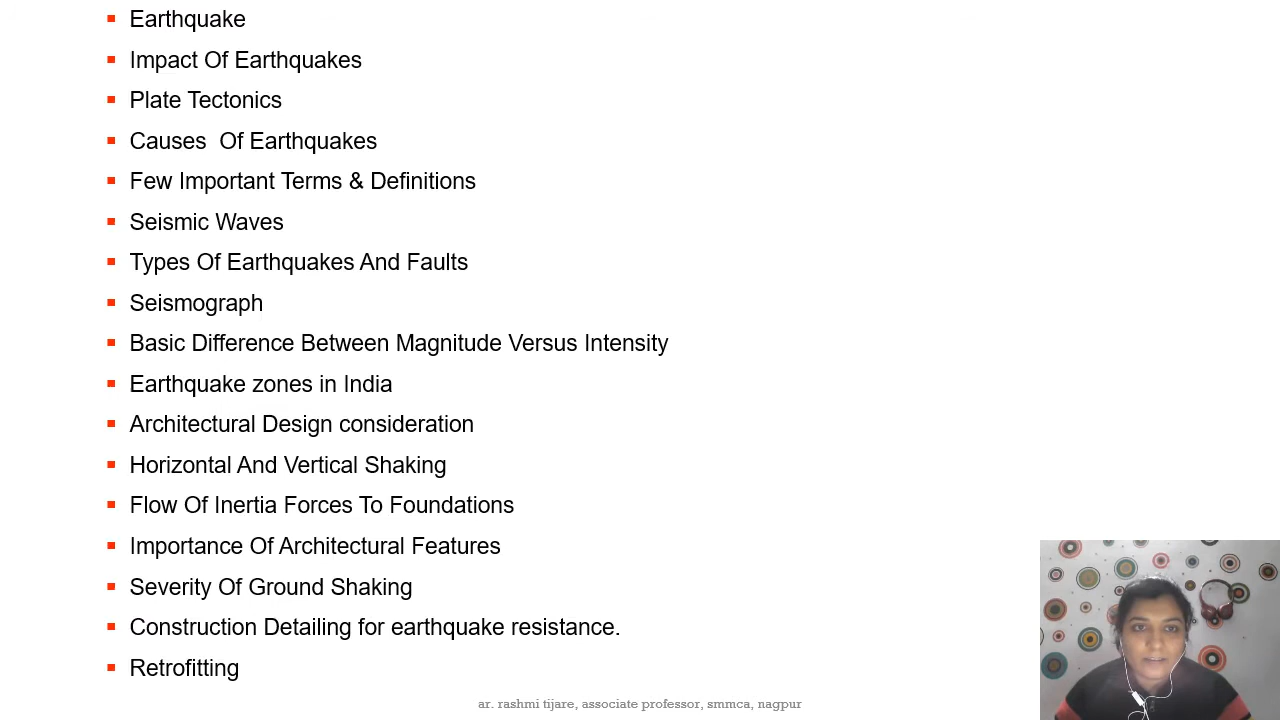 Earthquake
Impact Of Earthquakes
Plate Tectonics
Causes  Of Earthquakes
Few Important Terms & Definitions
Seismic Waves
Types Of Earthquakes And Faults
Seismograph
Basic Difference Between Magnitude Versus Intensity
Earthquake zones in India
Architectural Design consideration
Horizontal And Vertical Shaking
Flow Of Inertia Forces To Foundations
Importance Of Architectural Features
Severity Of Ground Shaking
Construction Detailing for earthquake resistance.
Retrofitting
ar. rashmi tijare, associate professor, smmca, nagpur